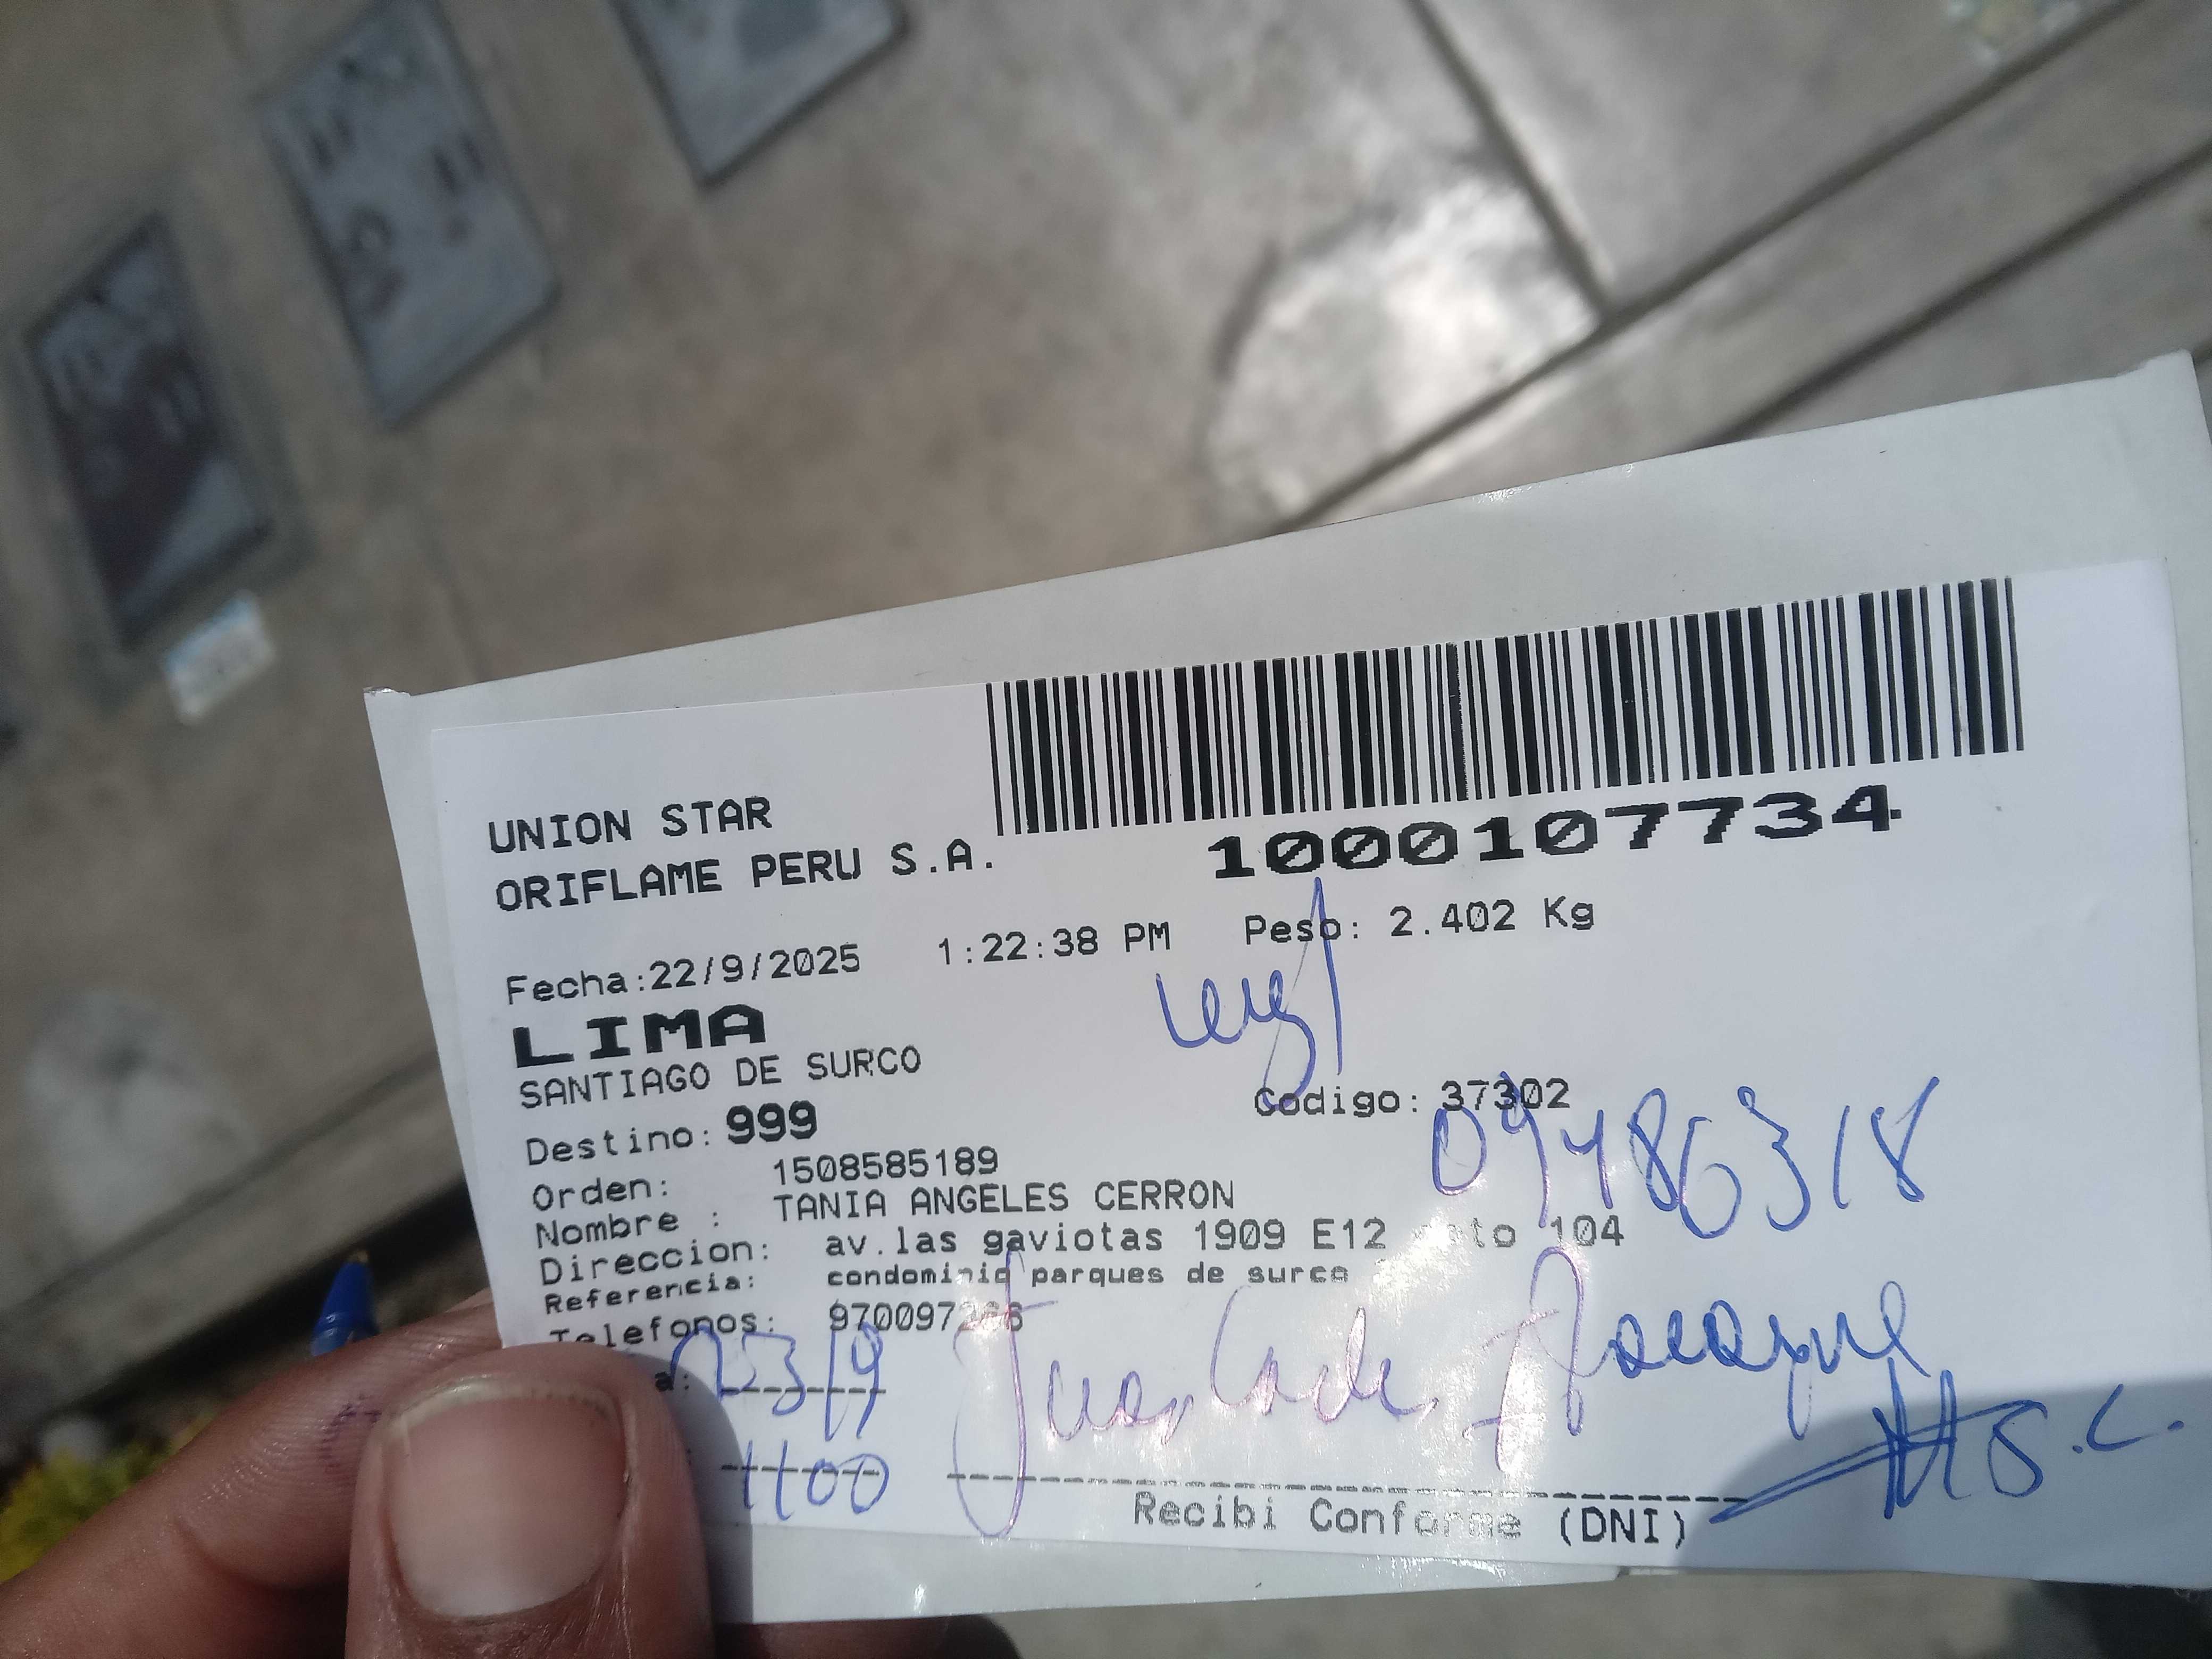 1000107734
UNION STAR
ORIFLAME PERU S.A.
Fecha:22/9/2025 1:22:38 PM Peso: 2.402 Kg
LIMA
SANTIAGO DE SURCO
Destino: 999 Codigo: 37302
09486318
Orden: 1508585189
Nombre : TANIA ANGELES CERRON
Direccion: av.las gaviotas 1909 E12 104
Referencia: condominio parques de surco
Telefonos:
23/9 Juan
1100 S.C.
Recibi Conforme (DNI)